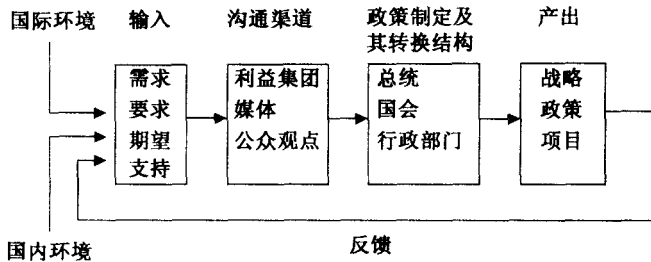 国际环境
输入
沟通渠道
政策制定及
其转换结构
产出
需求
要求
期望
支持
利益集团
媒体
公众观点
总统
国会
行政部门
战略
政策
项目
国内环境
反馈